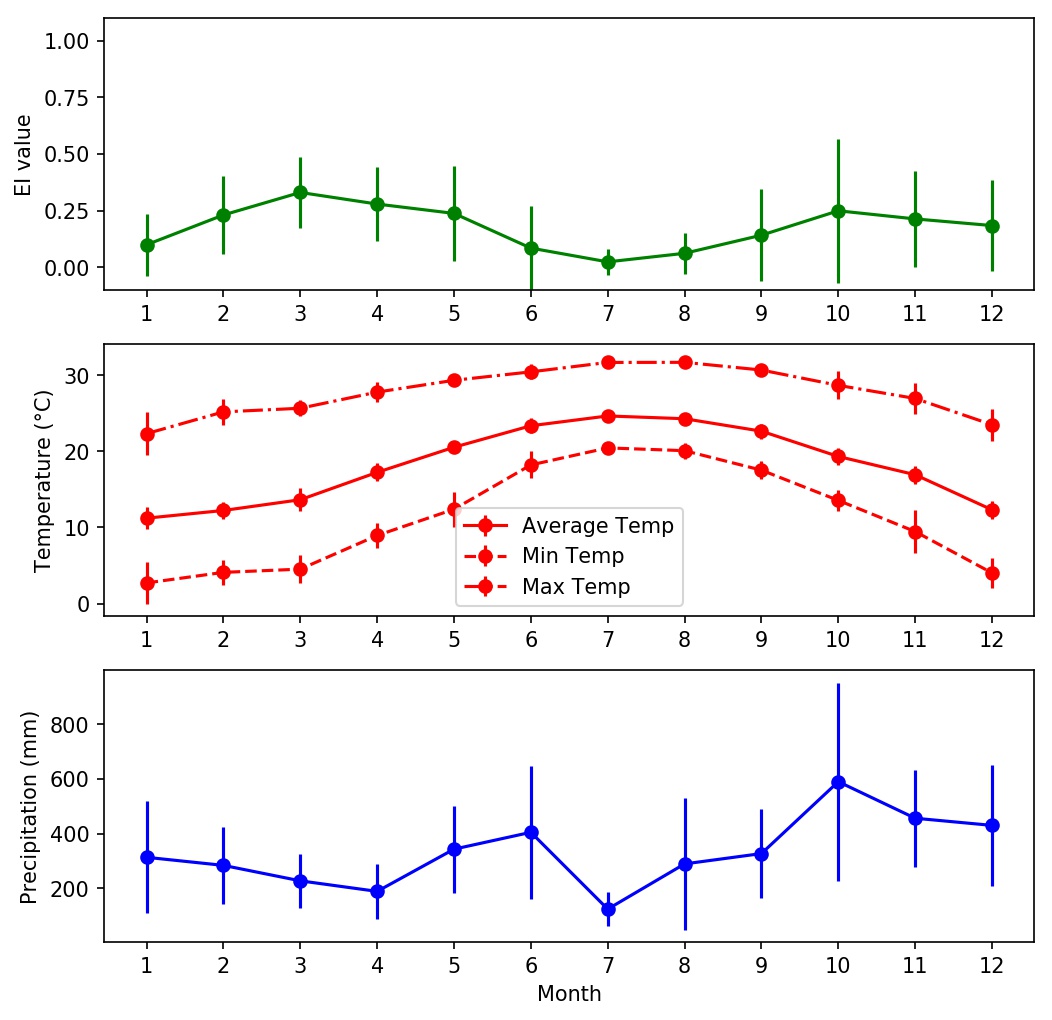 EI value
1.00
0.75
0.50
0.25
0.00
1 2 3 4 5 6 7 8 9 10 11 12
Temperature (°C)
30
20
10
0
Average Temp
Min Temp
Max Temp
1 2 3 4 5 6 7 8 9 10 11 12
Precipitation (mm)
800
600
400
200
1 2 3 4 5 6 7 8 9 10 11 12
Month